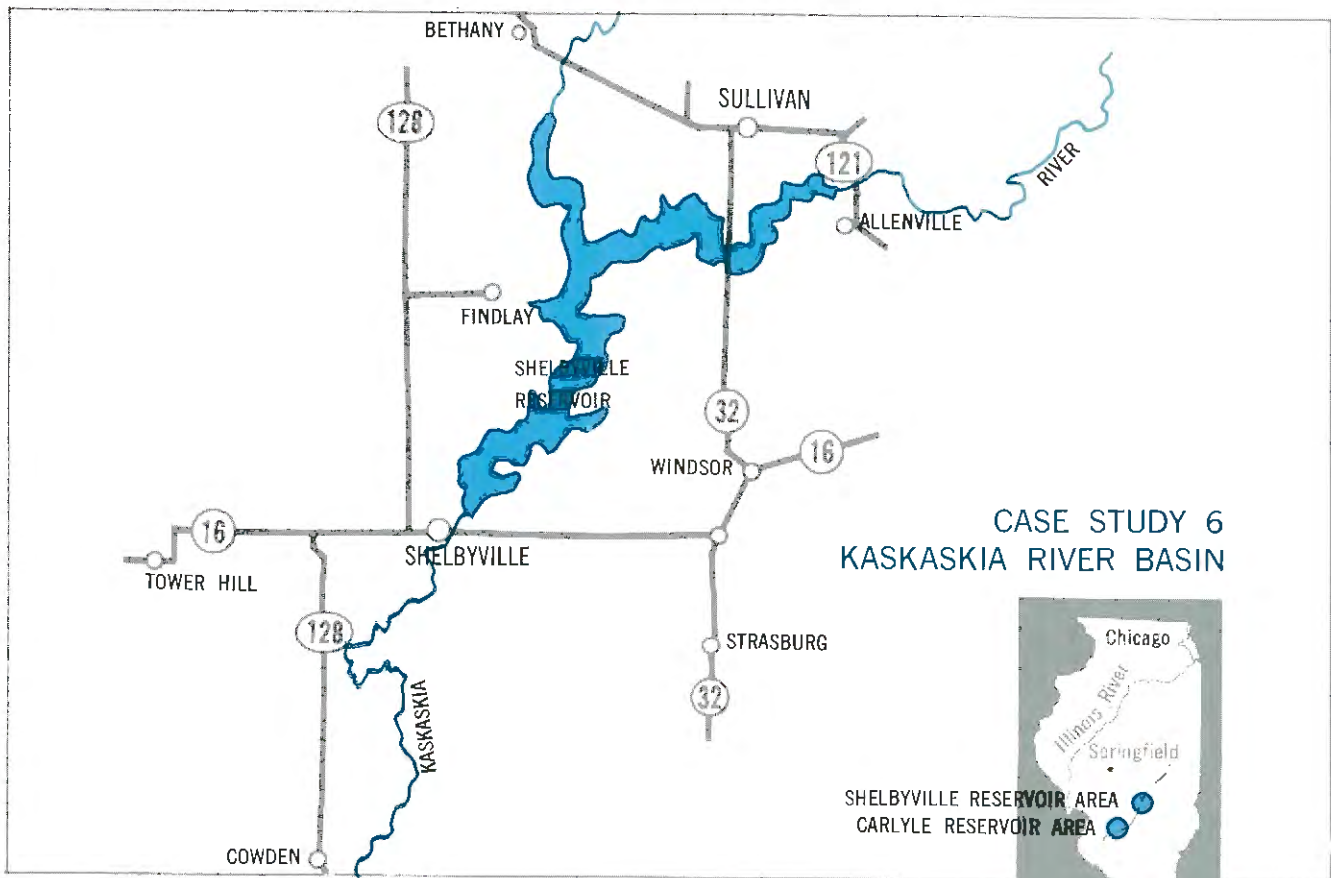 BETHANY
SULLIVAN
128
121
RIVER
ALLENVILLE
FINDLAY
SHELBYVILLE
RESERVOIR
32
WINDSOR
16
16
SHELBYVILLE
TOWER HILL
CASE STUDY 6
KASKASKIA RIVER BASIN
128
STRASBURG
32
KASKASKIA
COWDEN
Chicago
Illinois River
Springfield
SHELBYVILLE RESERVOIR AREA
CARLYLE RESERVOIR AREA